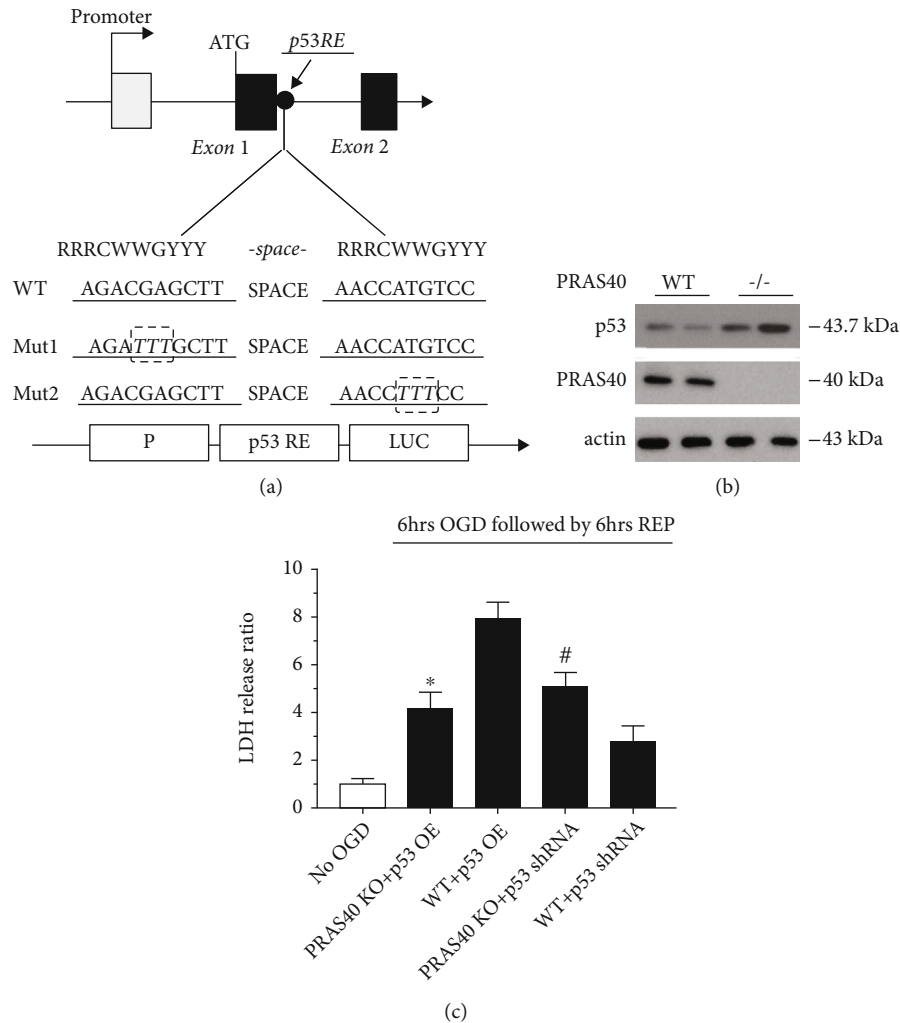 Promoter
ATG
p53RE
Exon 1
Exon 2
RRRCWWGYYY -space- RRRCWWGYYY
WT AGACGAGCTT SPACE AACCATGTCC
Mut1 AGATTTGCTT SPACE AACCATGTCC
Mut2 AGACGAGCTT SPACE AACCTTTCC
P p53 RE LUC
(a)
PRAS40 WT -/-
p53 –43.7 kDa
PRAS40 –40 kDa
actin –43 kDa
(b)
6hrs OGD followed by 6hrs REP
LDH release ratio
10
8
6
4
2
0
*
#
No OGD
PRAS40 KO+p53 OE
WT+p53 OE
PRAS40 KO+p53 shRNA
WT+p53 shRNA
(c)